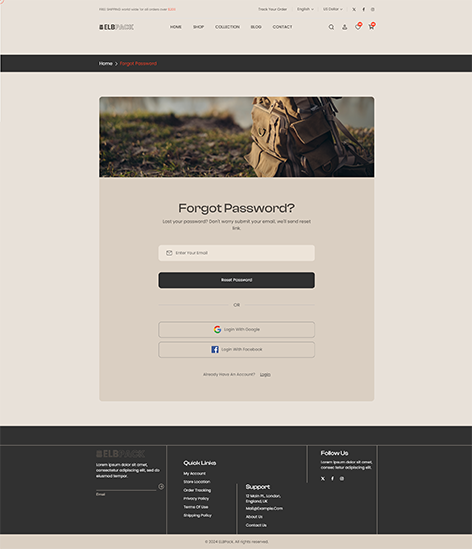 FREE SHIPPING world wide for all orders over $200
Track Your Order
English
US Dollar
ELBPACK
HOME
SHOP
COLLECTION
BLOG
CONTACT
Home > Forgot Password
Forgot Password?
Lost your password? Don't worry submit your email, we'll send reset
link.
Enter Your Email
Reset Password
OR
Login With Google
Login With Facebook
Already Have An Account? Login
ELBPACK
Lorem ipsum dolor sit amet,
consectetur adipiscing elit, sed do
eiusmod tempor.
Email
Quick Links
My Account
Store Location
Order Tracking
Privacy Policy
Terms Of Use
Shipping Policy
Support
12 Main Pl., London,
England, UK
Mail@Example.Com
About Us
Contact Us
Follow Us
Lorem ipsum dolor sit amet,
consec tetur adipiscing elit.
© 2024 ELBPack. All rights reserved.